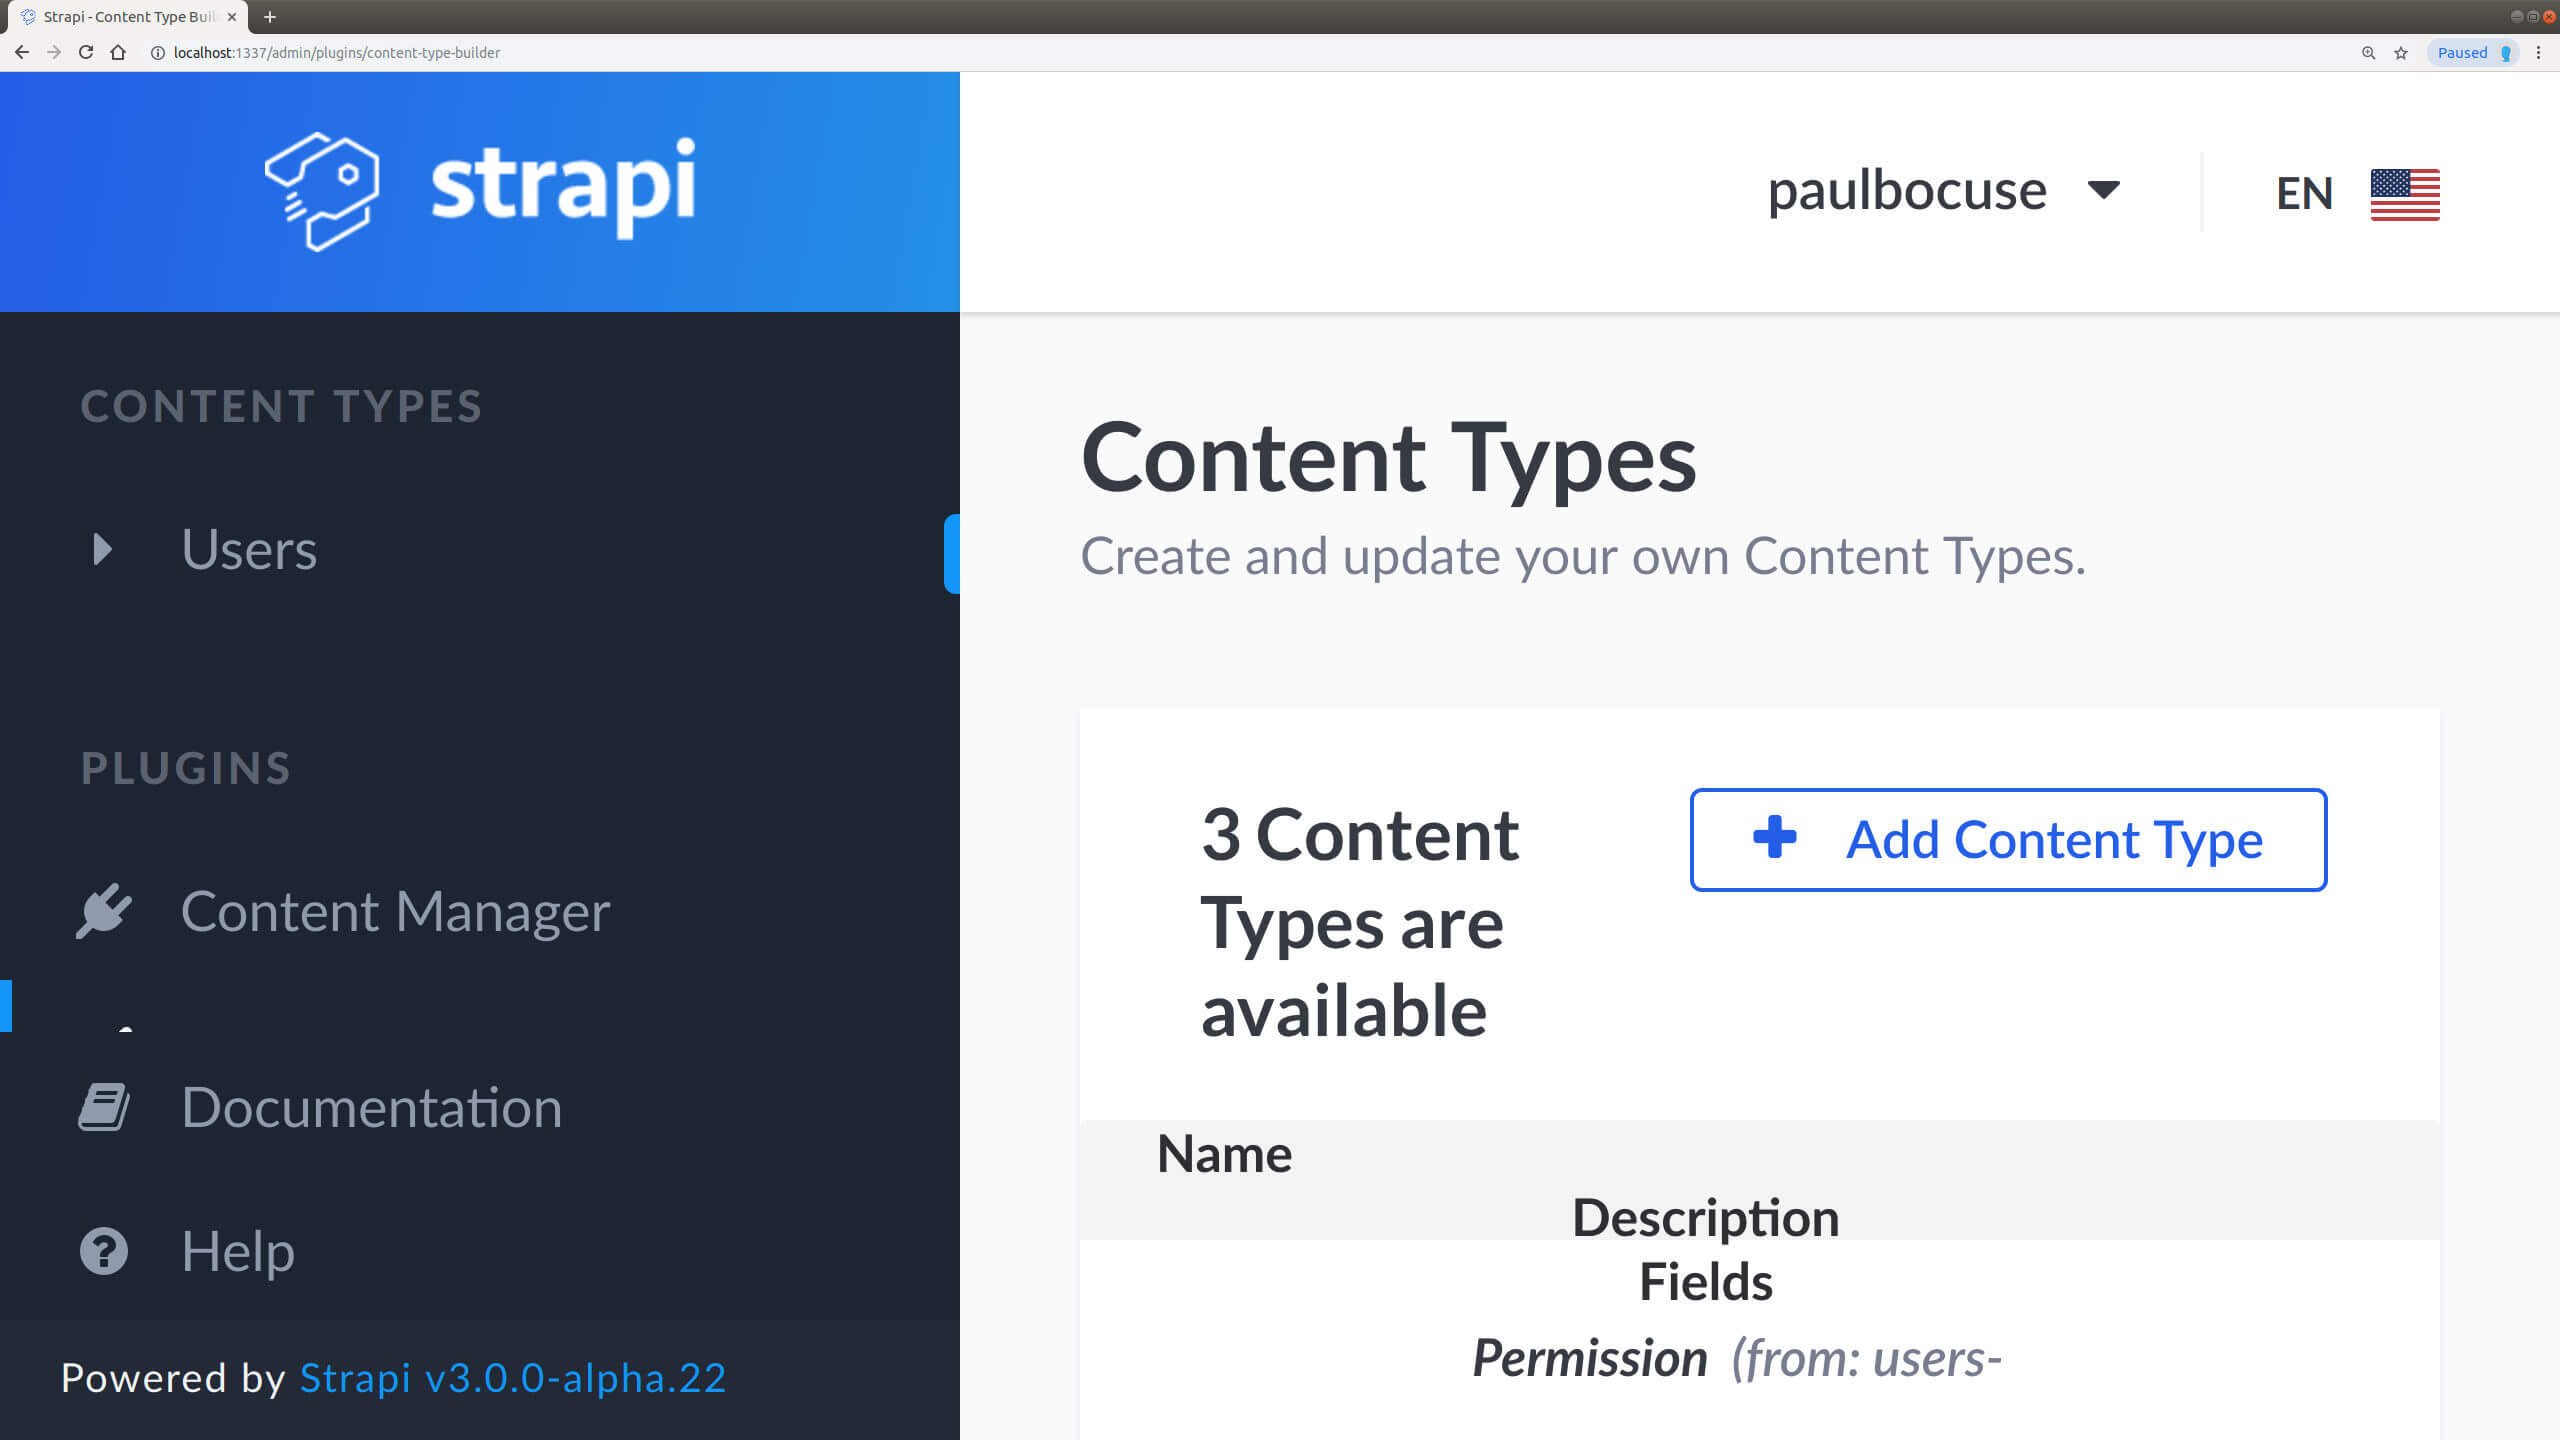 Strapi - Content Type Buil
localhost:1337/admin/plugins/content-type-builder
Paused
strapi
paulbocuse
EN
CONTENT TYPES
Users
PLUGINS
Content Manager
Documentation
Help
Powered by Strapi v3.0.0-alpha.22
Content Types
Create and update your own Content Types.
3 Content
Types are
available
Add Content Type
Name
Description
Fields
Permission (from: users-